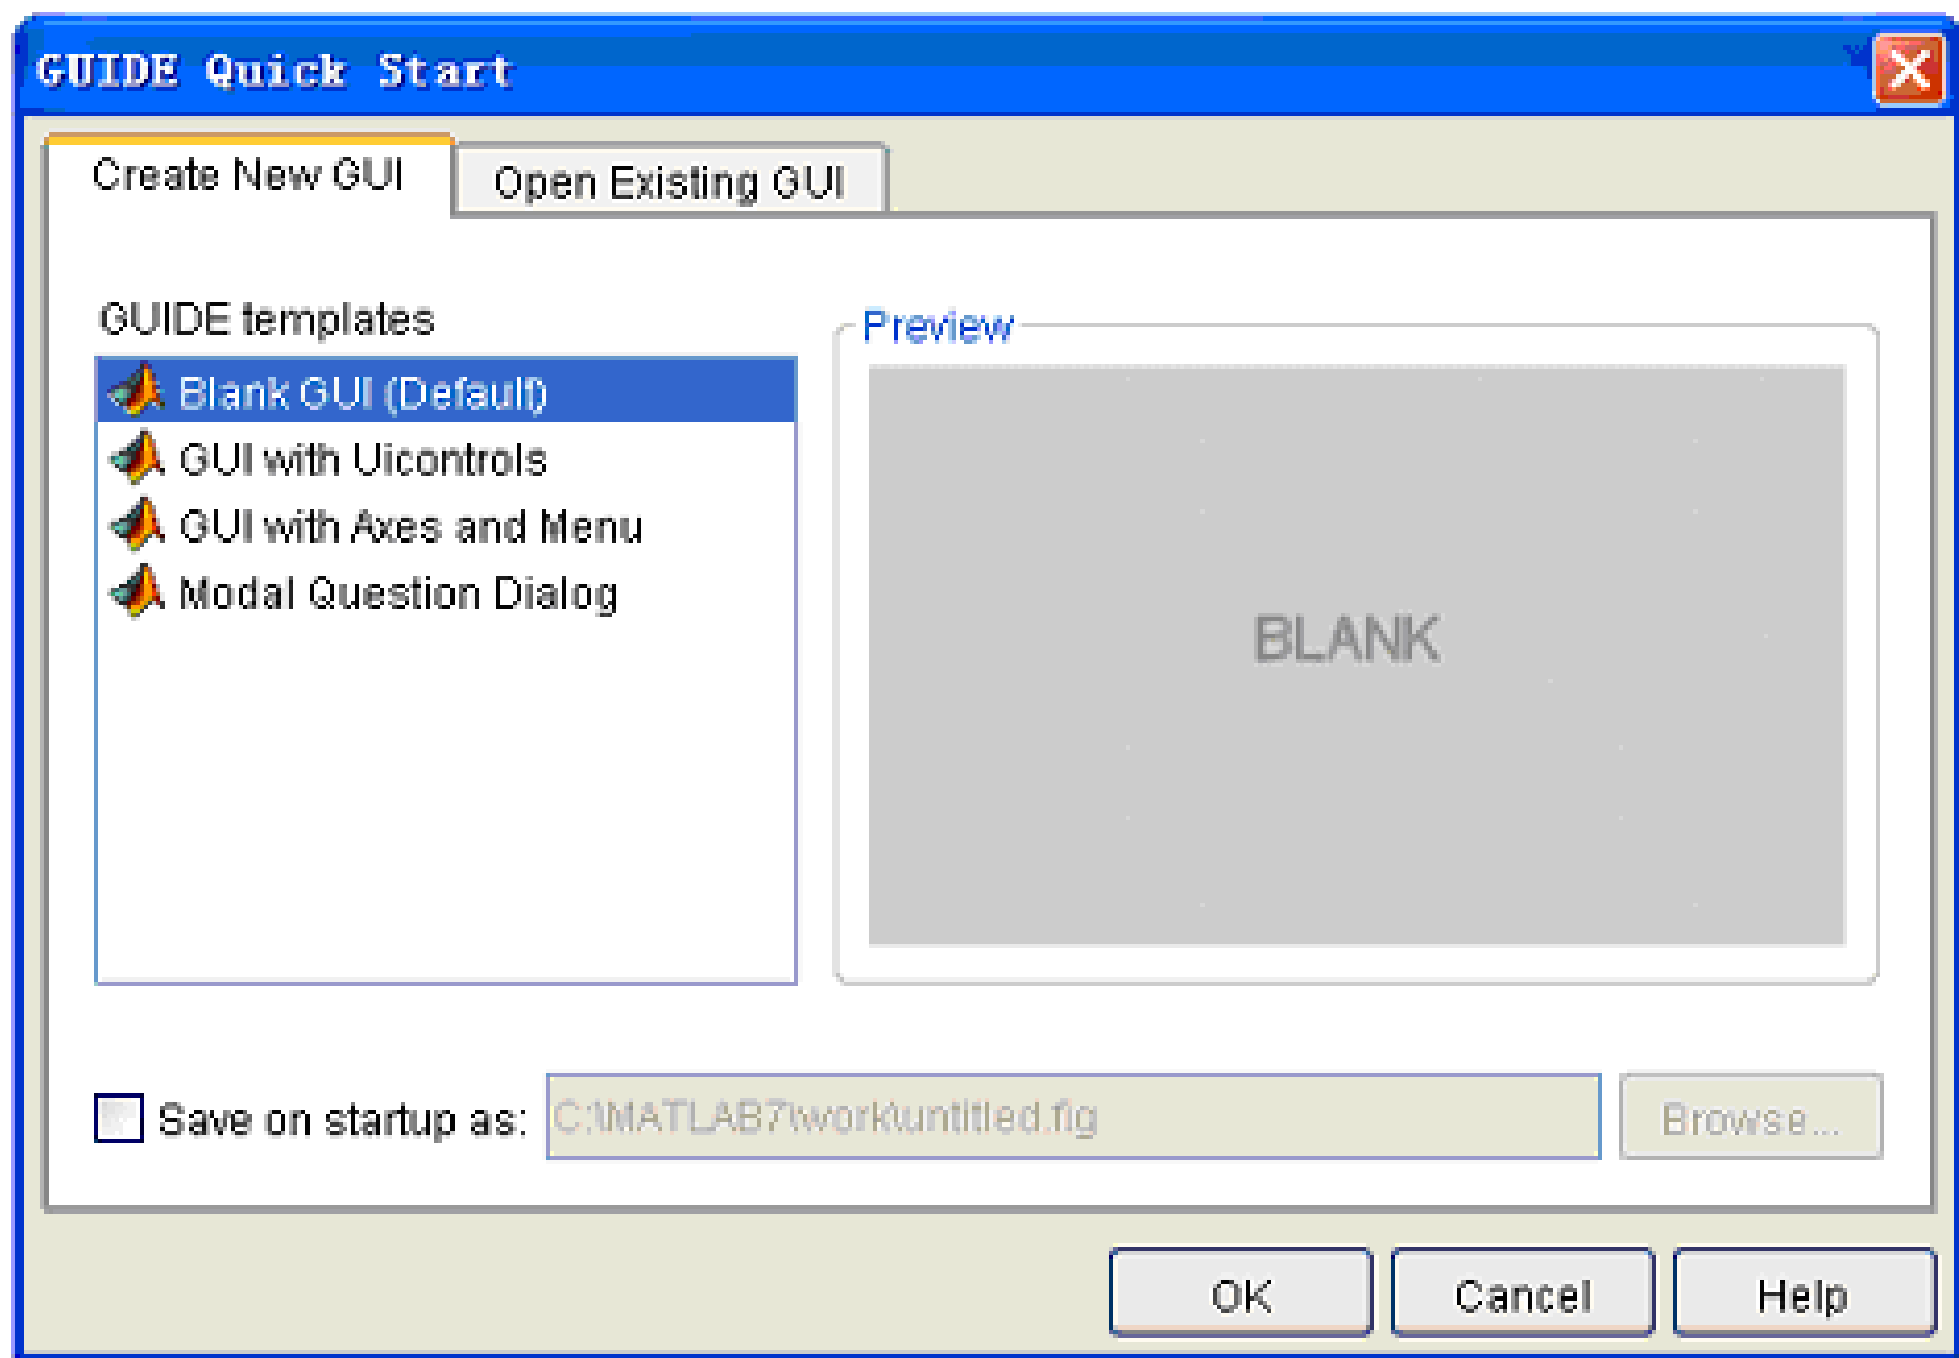 GUIDE Quick Start
Create New GUI
Open Existing GUI
GUIDE templates
Blank GUI (Default)
GUI with Uicontrols
GUI with Axes and Menu
Modal Question Dialog
Preview
BLANK
Save on startup as: C:\MATLAB7\work\untitled.fig Browse...
OK Cancel Help